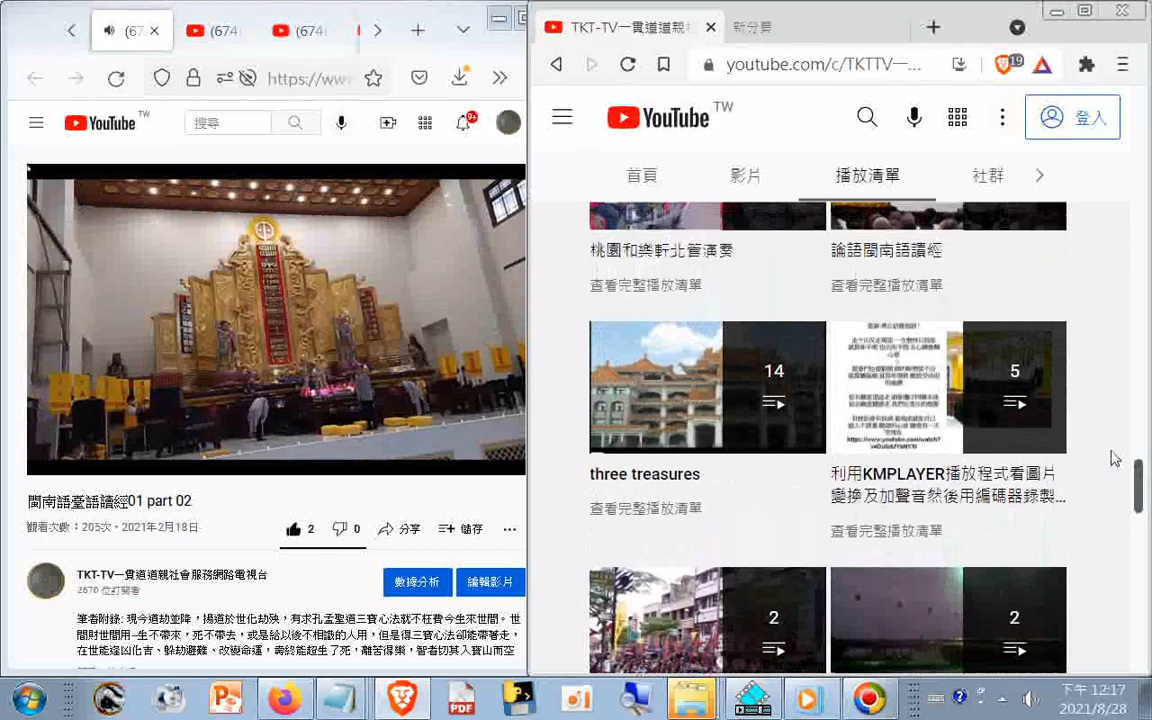 (67
(674
(674
https://www
YouTube TW
搜尋
9+
閩南語臺語讀經01 part 02
觀看次數：205次・2021年2月18日
2
0
分享
儲存
TKT-TV一貫道道親社會服務網路電視台
2670 位訂閱者
數據分析
編輯影片
筆者附錄: 現今道劫並降，揚道於世化劫殃，有求孔孟聖道三寶心法就不枉費今生來世間。世
間財世間用一生不帶來，死不帶去，或是給以後不相識的人用，但是得三寶心法卻能帶著走，
在世能逢凶化吉、躲劫避難、改變命運，壽終能超生了死，離苦得樂，智者切其入寶山而空
TKT-TV一貫道道親社
新分頁
youtube.com/c/TKTTV一...
19
YouTube TW
登入
首頁
影片
播放清單
社群
桃園和樂軒北管演奏
查看完整播放清單
論語閩南語讀經
查看完整播放清單
14
three treasures
查看完整播放清單
5
利用KMPLAYER播放程式看圖片
變換及加聲音然後用編碼器錄製...
查看完整播放清單
2
2
PDF
下午 12:17
2021/8/28